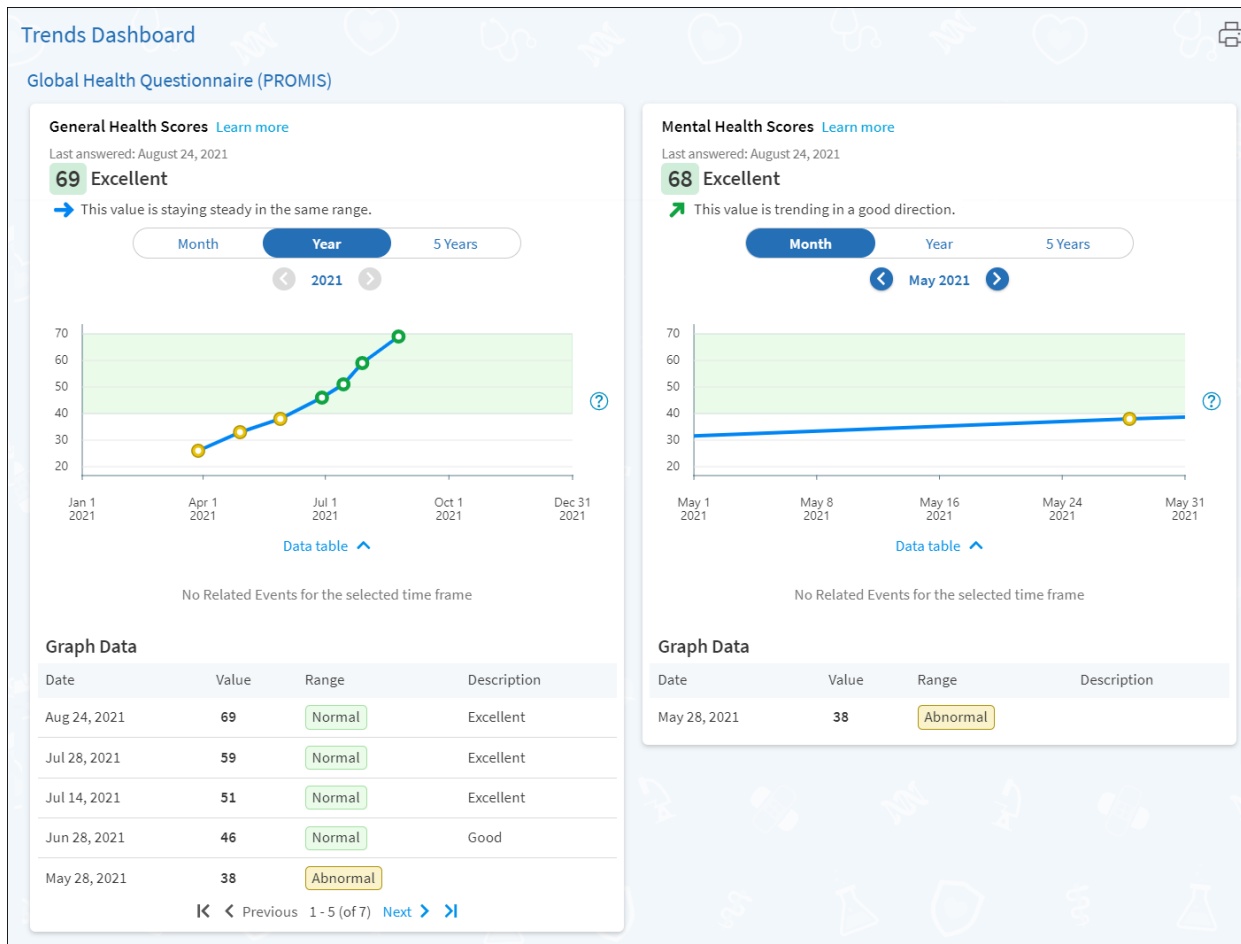 Trends Dashboard
Global Health Questionnaire (PROMIS)
General Health Scores Learn more
Last answered: August 24, 2021
69 Excellent
This value is staying steady in the same range.
Month Year 5 Years
2021
70
60
50
40
30
20
Jan 1 Apr 1 Jul 1 Oct 1 Dec 31
2021 2021 2021 2021 2021
?
Data table
No Related Events for the selected time frame
Graph Data
Date Value Range Description
Aug 24, 2021 69 Normal Excellent
Jul 28, 2021 59 Normal Excellent
Jul 14, 2021 51 Normal Excellent
Jun 28, 2021 46 Normal Good
May 28, 2021 38 Abnormal
Previous 1 - 5 (of 7) Next
Mental Health Scores Learn more
Last answered: August 24, 2021
68 Excellent
This value is trending in a good direction.
Month Year 5 Years
May 2021
70
60
50
40
30
20
May 1 May 8 May 16 May 24 May 31
2021 2021 2021 2021 2021
?
Data table
No Related Events for the selected time frame
Graph Data
Date Value Range Description
May 28, 2021 38 Abnormal